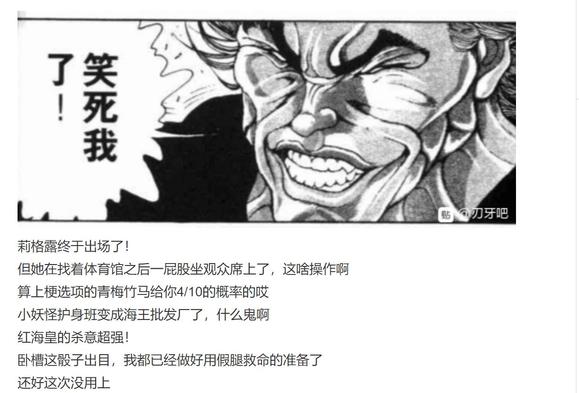 笑死我
了！
贴 @刃牙吧
莉格露终于出场了！
但她在找着体育馆之后一屁股坐观众席上了，这啥操作啊
算上梗选项的青梅竹马给你4/10的概率的哎
小妖怪护身班变成海王批发厂了，什么鬼啊
红海皇的杀意超强！
卧槽这骰子出目，我都已经做好用假腿救命的准备了
还好这次没用上